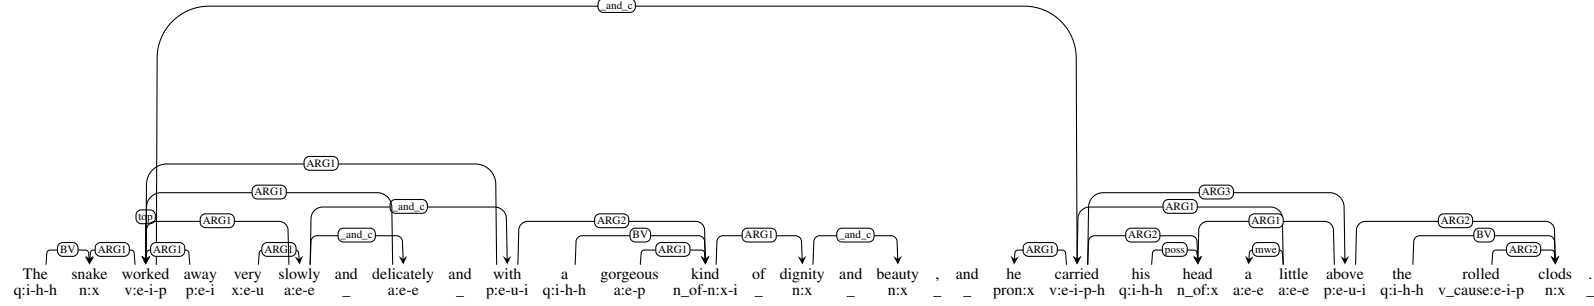 _and_c
ARG1
ARG1
_and_c ARG3
top ARG1 ARG2 ARG1 ARG1 ARG2
_and_c BV ARG2 BV
BV ARG1 ARG1 ARG1 ARG1 ARG1 _and_c ARG1 poss mwe ARG2
The snake worked away very slowly and delicately and with a gorgeous kind of dignity and beauty , and he carried his head a little above the rolled clods .
q:i-h-h n:x v:e-i-p p:e-i x:e-u a:e-e _ a:e-e _ p:e-u-i q:i-h-h a:e-p n_of-n:x-i _ n:x _ n:x _ _ pron:x v:e-i-p-h q:i-h-h n_of:x a:e-e a:e-e p:e-u-i q:i-h-h v_cause:e-i-p n:x _